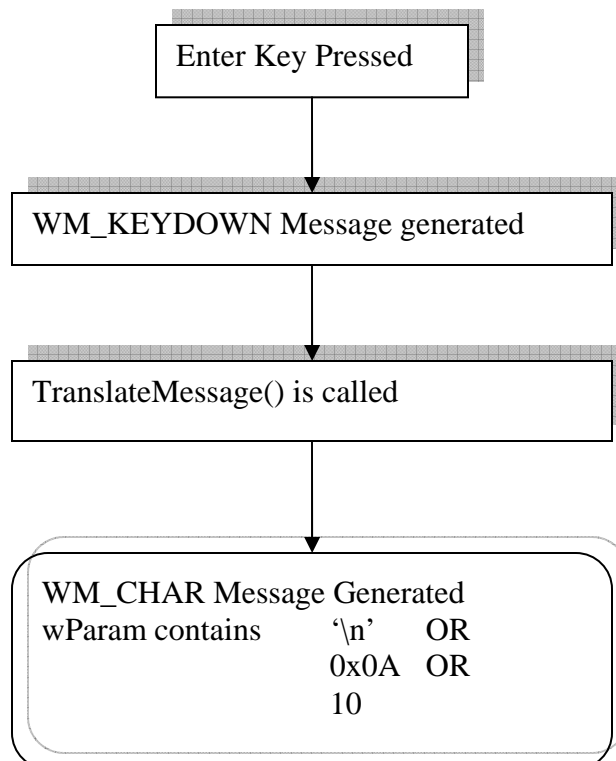 Enter Key Pressed
WM_KEYDOWN Message generated
TranslateMessage() is called
WM_CHAR Message Generated
wParam contains ‘\n’ OR
0x0A OR
10